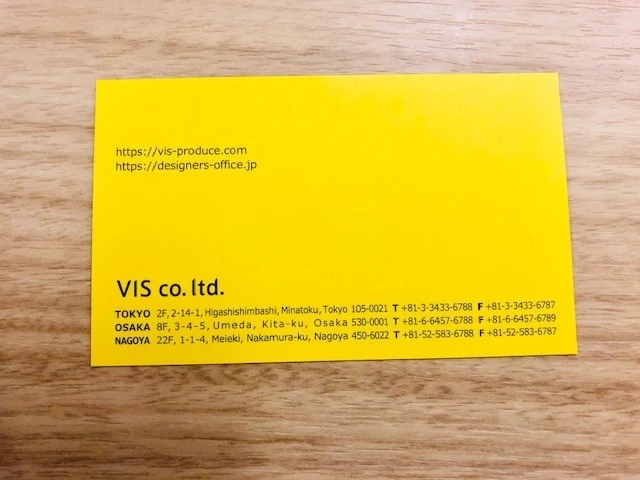 https://vis-produce.com
https://designers-office.jp
VIS co. ltd.
TOKYO 2F, 2-14-1, Higashishimbashi, Minatoku, Tokyo 105-0021 T +81-3-3433-6788 F +81-3-3433-6787
OSAKA 8F, 3-4-5, Umeda, Kita-ku, Osaka 530-0001 T +81-6-6457-6788 F +81-6-6457-6789
NAGOYA 22F, 1-1-4, Meieki, Nakamura-ku, Nagoya 450-6022 T +81-52-583-6788 F +81-52-583-6787